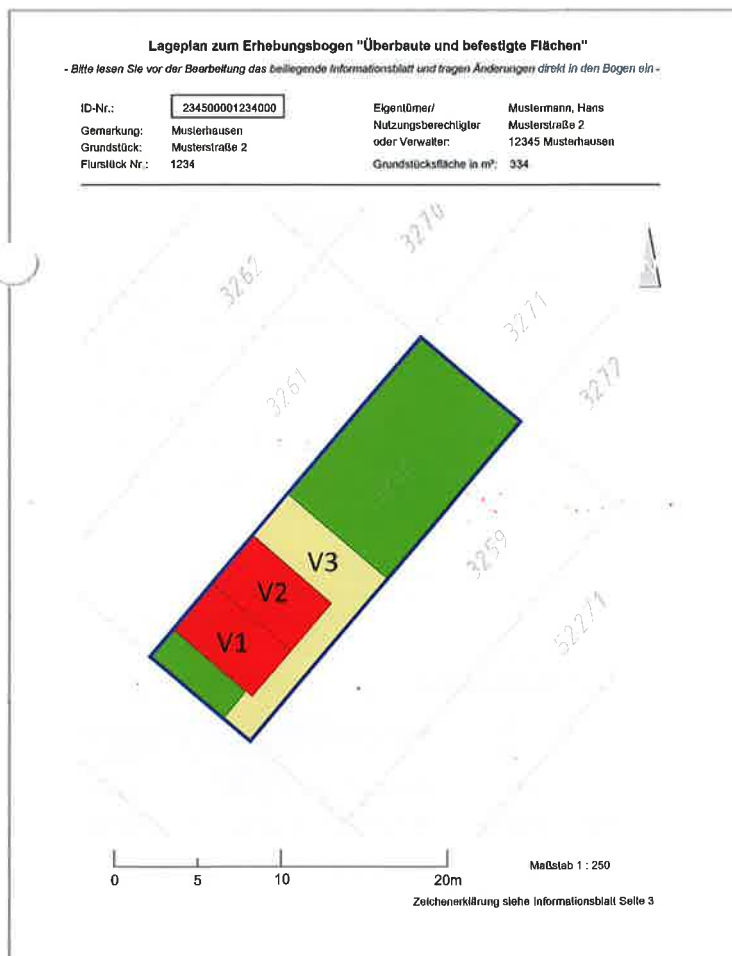 Lageplan zum Erhebungsbogen "Überbaute und befestigte Flächen"
- Bitte lesen Sie vor der Bearbeitung das beiliegende Informationsblatt und tragen Änderungen direkt in den Bogen ein -
ID-Nr.: 234500001234000
Gemarkung: Musterhausen
Grundstück: Musterstraße 2
Flurstück Nr.: 1234
Eigentümer/ Mustermann, Hans
Nutzungsberechtigter Musterstraße 2
oder Verwalter: 12345 Musterhausen
Grundstücksfläche in m²: 334
3270
3262
3271
3261
3272
3259
V3
V2
V1
5227/1
0 5 10 20m
Maßstab 1 : 250
Zeichenerklärung siehe Informationsblatt Seite 3